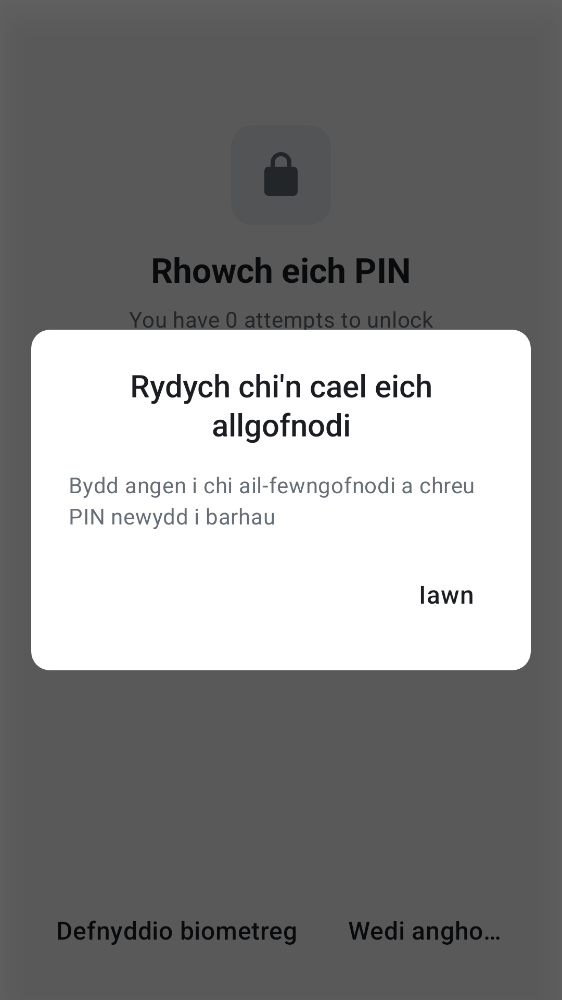 Rhowch eich PIN
You have 0 attempts to unlock
Rydych chi'n cael eich
allgofnodi
Bydd angen i chi ail-fewngofnodi a chreu
PIN newydd i barhau
Iawn
Defnyddio biometreg
Wedi angho…